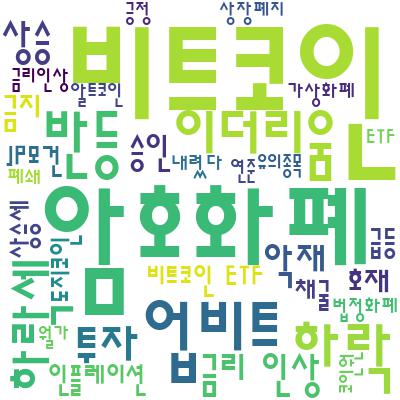 긍정
상장폐지
상승
비트코인
금리인상
알트코인
가상화폐
금지
반등
이더리움
ETF
JP모건
승인
내렸다
연준
유의종목
폐쇄
암호화폐
상승세
도지코인
악재
급등
하락세
비트코인 ETF
채굴
호재
법정화폐
월가
투자
업비트
하락
인플레이션
금리 인상
코인원